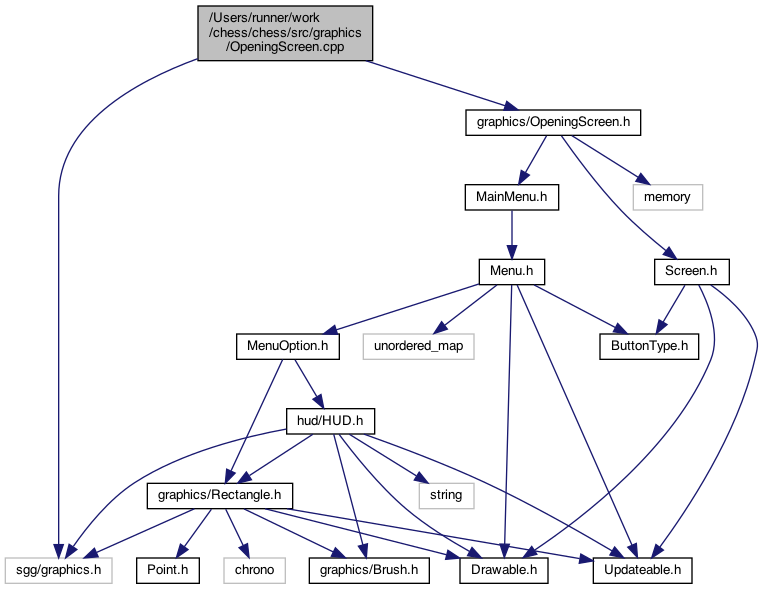 /Users/runner/work
/chess/chess/src/graphics
/OpeningScreen.cpp
graphics/OpeningScreen.h
MainMenu.h
memory
Menu.h
Screen.h
MenuOption.h
unordered_map
ButtonType.h
hud/HUD.h
graphics/Rectangle.h
string
sgg/graphics.h
Point.h
chrono
graphics/Brush.h
Drawable.h
Updateable.h